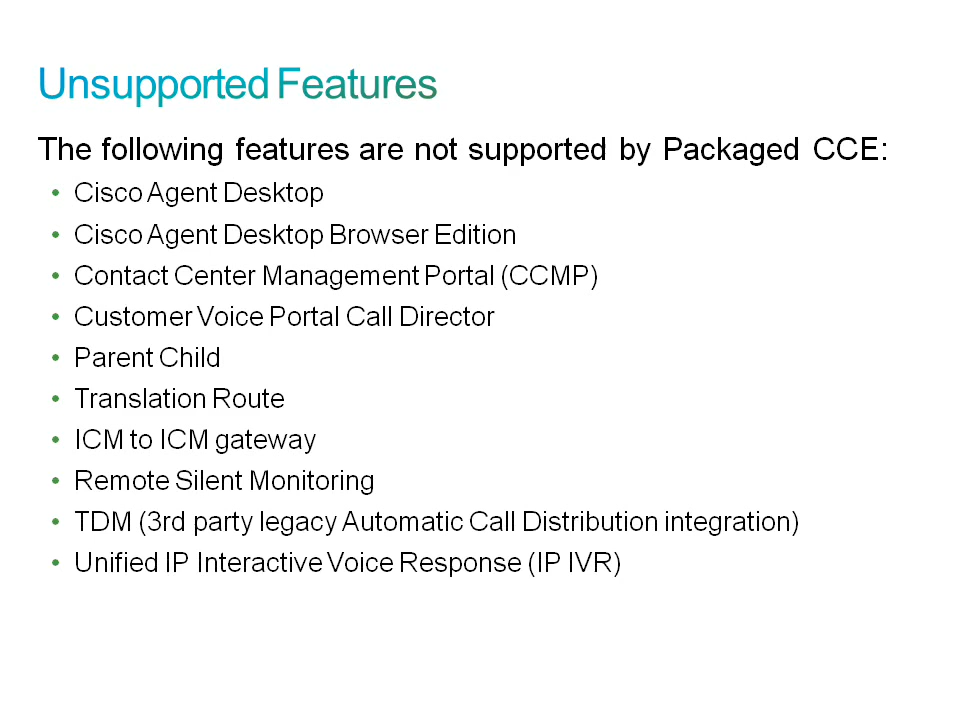 Unsupported Features
The following features are not supported by Packaged CCE:
• Cisco Agent Desktop
• Cisco Agent Desktop Browser Edition
• Contact Center Management Portal (CCMP)
• Customer Voice Portal Call Director
• Parent Child
• Translation Route
• ICM to ICM gateway
• Remote Silent Monitoring
• TDM (3rd party legacy Automatic Call Distribution integration)
• Unified IP Interactive Voice Response (IP IVR)